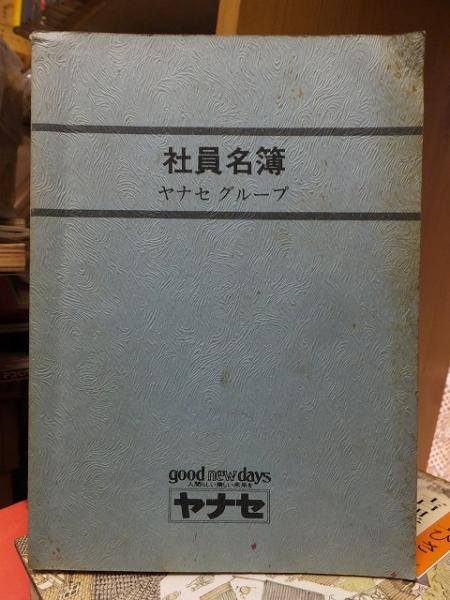 社員名簿
ヤナセ グループ
good new days
人間らしい美しい未来を
ヤナセ